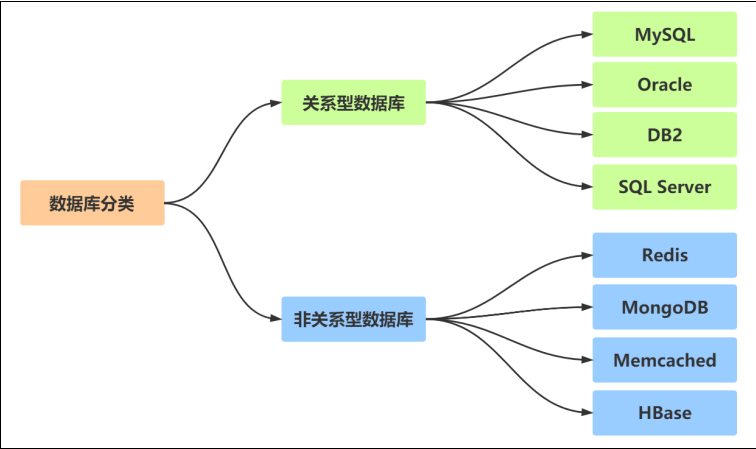 数据库分类
关系型数据库
MySQL
Oracle
DB2
SQL Server
非关系型数据库
Redis
MongoDB
Memcached
HBase